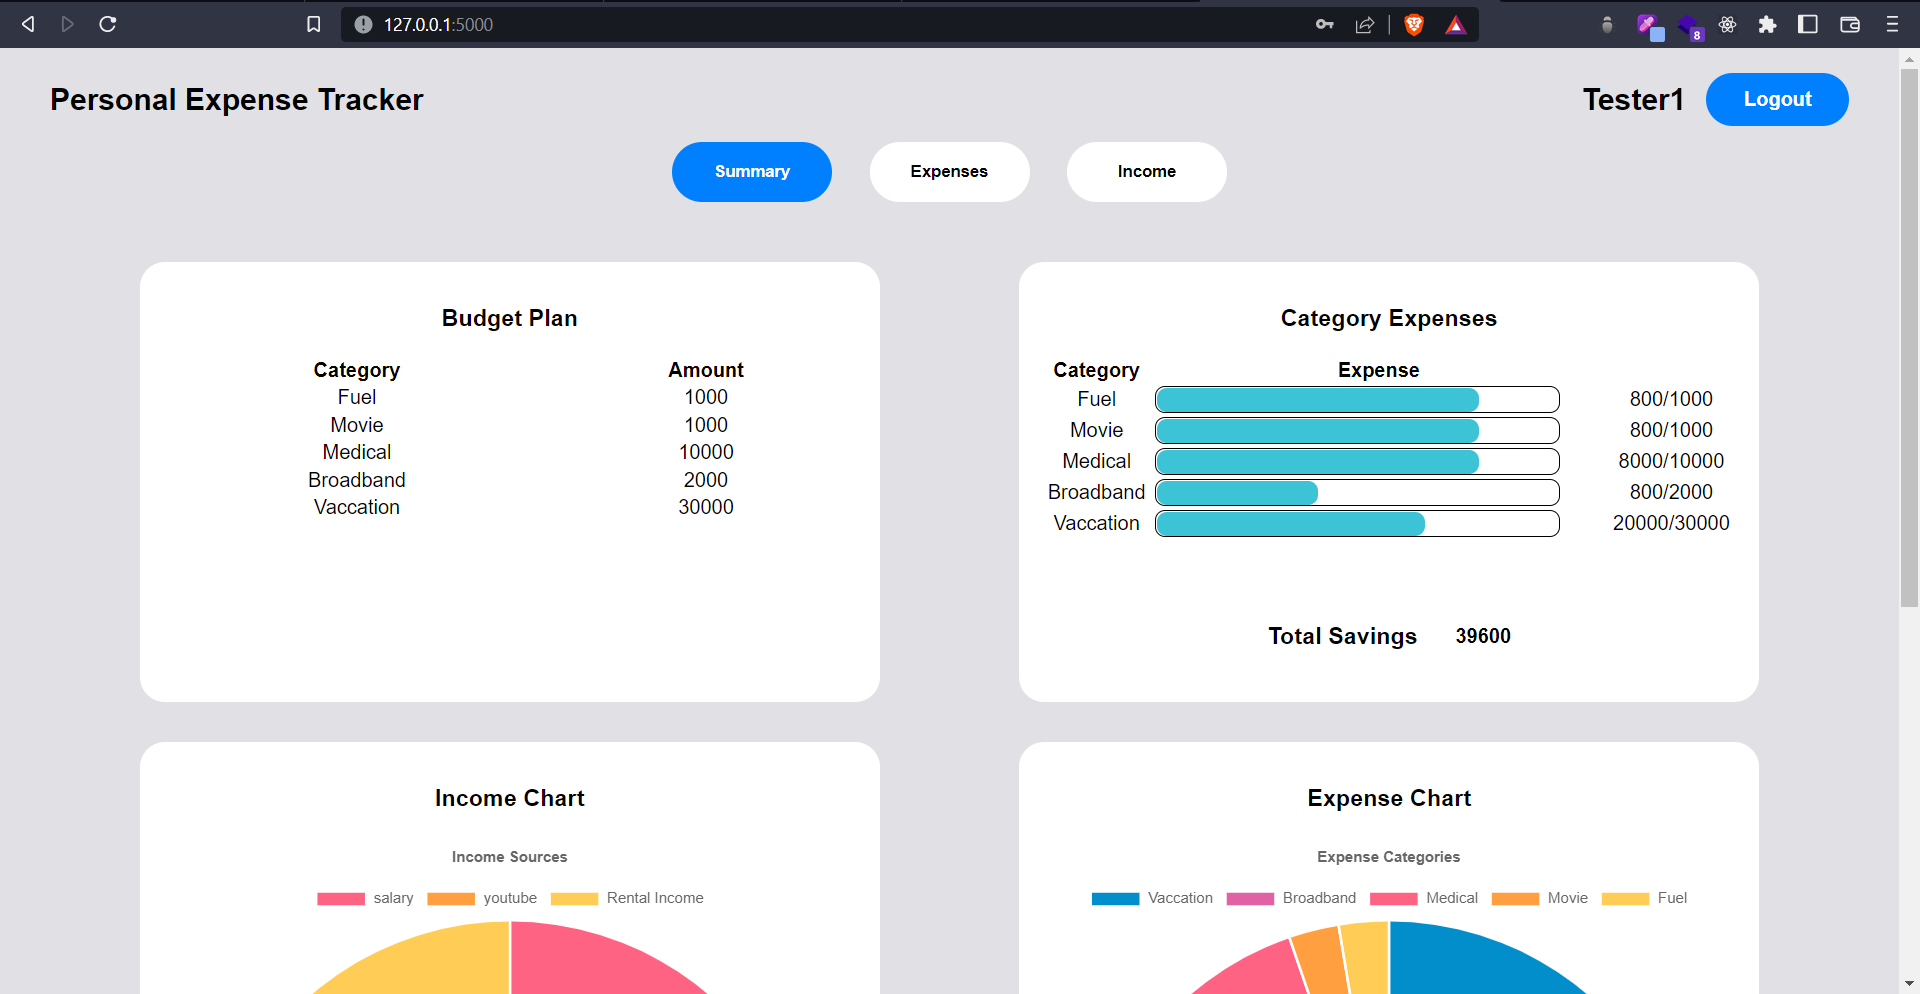 127.0.0.1:5000
8
Personal Expense Tracker
Tester1
Logout
Summary
Expenses
Income
Budget Plan
Category Amount
Fuel 1000
Movie 1000
Medical 10000
Broadband 2000
Vaccation 30000
Category Expenses
Category Expense
Fuel 800/1000
Movie 800/1000
Medical 8000/10000
Broadband 800/2000
Vaccation 20000/30000
Total Savings 39600
Income Chart
Income Sources
salary youtube Rental Income
Expense Chart
Expense Categories
Vaccation Broadband Medical Movie Fuel